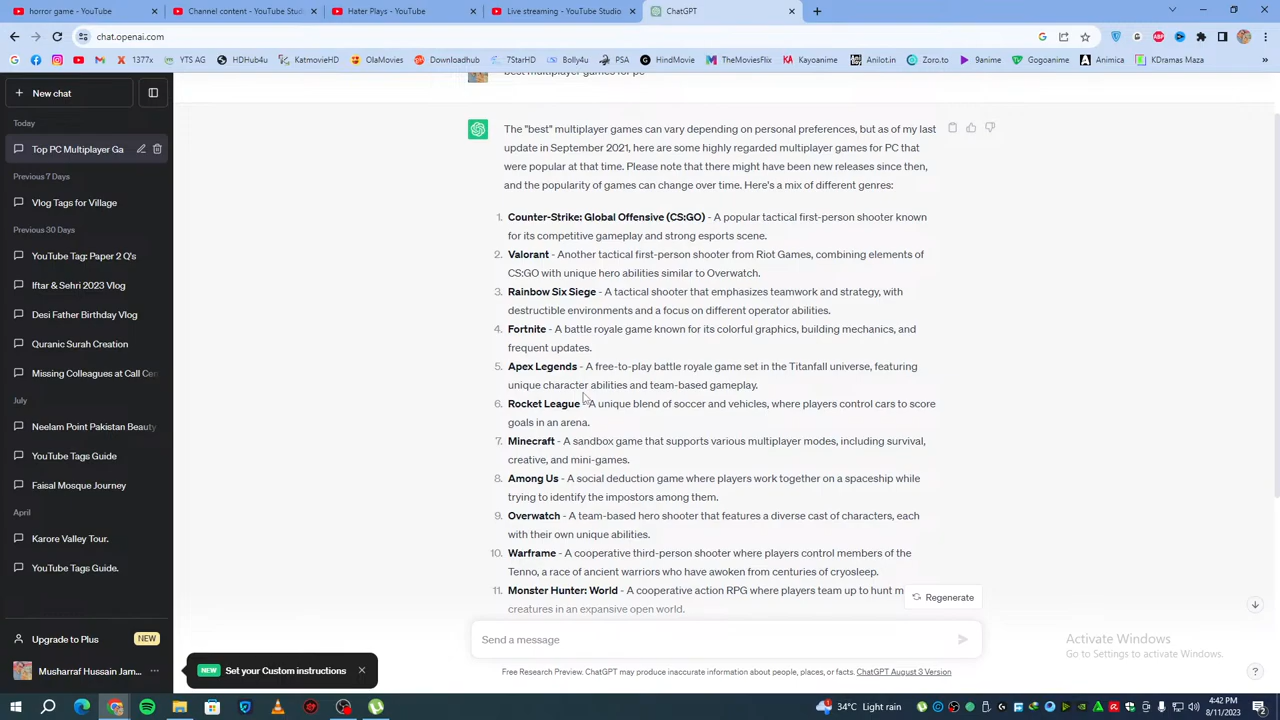 horror game - YouTube
Channel content - YouTube Stud
Hater Plays - YouTube
Live streaming - YouTube Studio
ChatGPT
chat.openai.com
YTS AG
1377x
HDHub4u
KatmovieHD
OlaMovies
Downloadhub
7StarHD
Bolly4u
PSA
HindMovie
TheMoviesFlix
Kayoanime
Anilot.in
Zoro.to
9anime
Gogoanime
Animica
KDramas Maza
best multiplayer games for pc
New chat
Today
Top PC Multiplayer Ga
Previous 7 Days
Vlog Tags for Village
Previous 30 Days
YouTube Tag: Paper 2 Q's
Iftar & Sehri 2023 Vlog
Desi Father Birthday Vlog
Quranic Surah Creation
Missing Colleagues at Call Cen
July
Neelam Point Pakistan Beauty
YouTube Tags Guide
Faisal Mosque Journey
April
Karore Valley Tour.
YouTube Tags Guide.
Upgrade to Plus NEW
Musharraf Hussain Jam...
NEW Set your Custom instructions
The "best" multiplayer games can vary depending on personal preferences, but as of my last
update in September 2021, here are some highly regarded multiplayer games for PC that
were popular at that time. Please note that there might have been new releases since then,
and the popularity of games can change over time. Here's a mix of different genres:
1. Counter-Strike: Global Offensive (CS:GO) - A popular tactical first-person shooter known
for its competitive gameplay and strong esports scene.
2. Valorant - Another tactical first-person shooter from Riot Games, combining elements of
CS:GO with unique hero abilities similar to Overwatch.
3. Rainbow Six Siege - A tactical shooter that emphasizes teamwork and strategy, with
destructible environments and a focus on different operator abilities.
4. Fortnite - A battle royale game known for its colorful graphics, building mechanics, and
frequent updates.
5. Apex Legends - A free-to-play battle royale game set in the Titanfall universe, featuring
unique character abilities and team-based gameplay.
6. Rocket League - A unique blend of soccer and vehicles, where players control cars to score
goals in an arena.
7. Minecraft - A sandbox game that supports various multiplayer modes, including survival,
creative, and mini-games.
8. Among Us - A social deduction game where players work together on a spaceship while
trying to identify the impostors among them.
9. Overwatch - A team-based hero shooter that features a diverse cast of characters, each
with their own unique abilities.
10. Warframe - A cooperative third-person shooter where players control members of the
Tenno, a race of ancient warriors who have awoken from centuries of cryosleep.
11. Monster Hunter: World - A cooperative action RPG where players team up to hunt m
creatures in an expansive open world.
Regenerate
Send a message
Free Research Preview. ChatGPT may produce inaccurate information about people, places, or facts. ChatGPT August 3 Version
Activate Windows
Go to Settings to activate Windows.
?
34°C Light rain
4:42 PM
8/11/2023